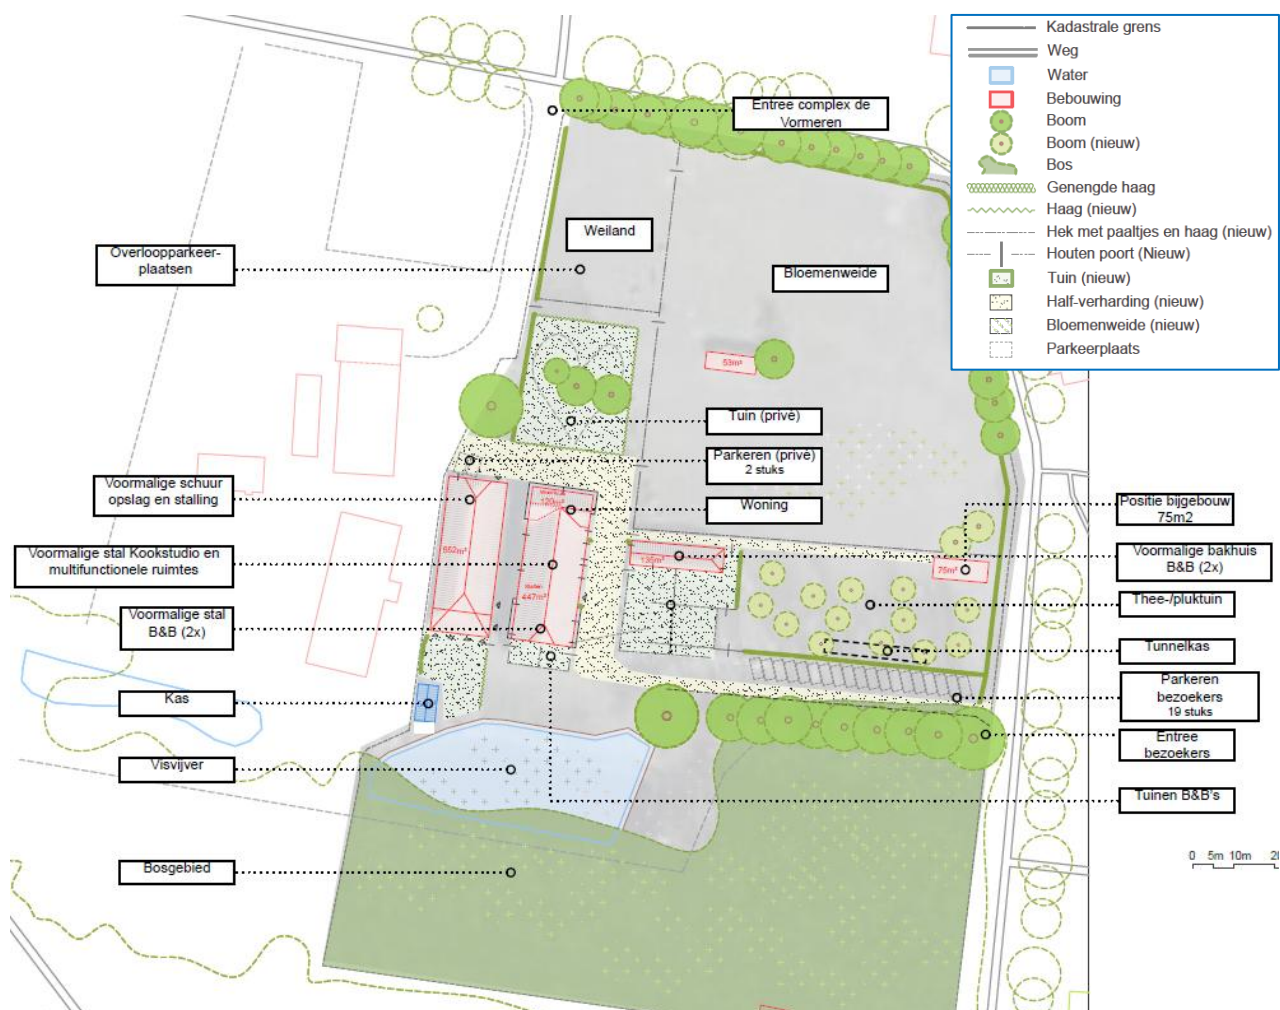 Kadastrale grens
Weg
Water
Bebouwing
Boom
Boom (nieuw)
Bos
Genengde haag
Haag (nieuw)
Hek met paaltjes en haag (nieuw)
Houten poort (Nieuw)
Tuin (nieuw)
Half-verharding (nieuw)
Bloemenweide (nieuw)
Parkeerplaats
Entree complex de
Vormeren
Weiland
Overloopparkeer-
plaatsen
Bloemenweide
53m²
Tuin (privé)
Parkeren (privé)
2 stuks
Voormalige schuur
opslag en stalling
Woning
120m²
Positie bijgebouw
75m2
Voormalige stal Kookstudio en
multifunctionele ruimtes
652m²
447m²
136m²
75m²
Voormalige bakhuis
B&B (2x)
Thee-/pluktuin
Voormalige stal
B&B (2x)
Tunnelkas
Kas
Parkeren
bezoekers
19 stuks
Entree
bezoekers
Visvijver
Tuinen B&B's
Bosgebied
0 5m 10m